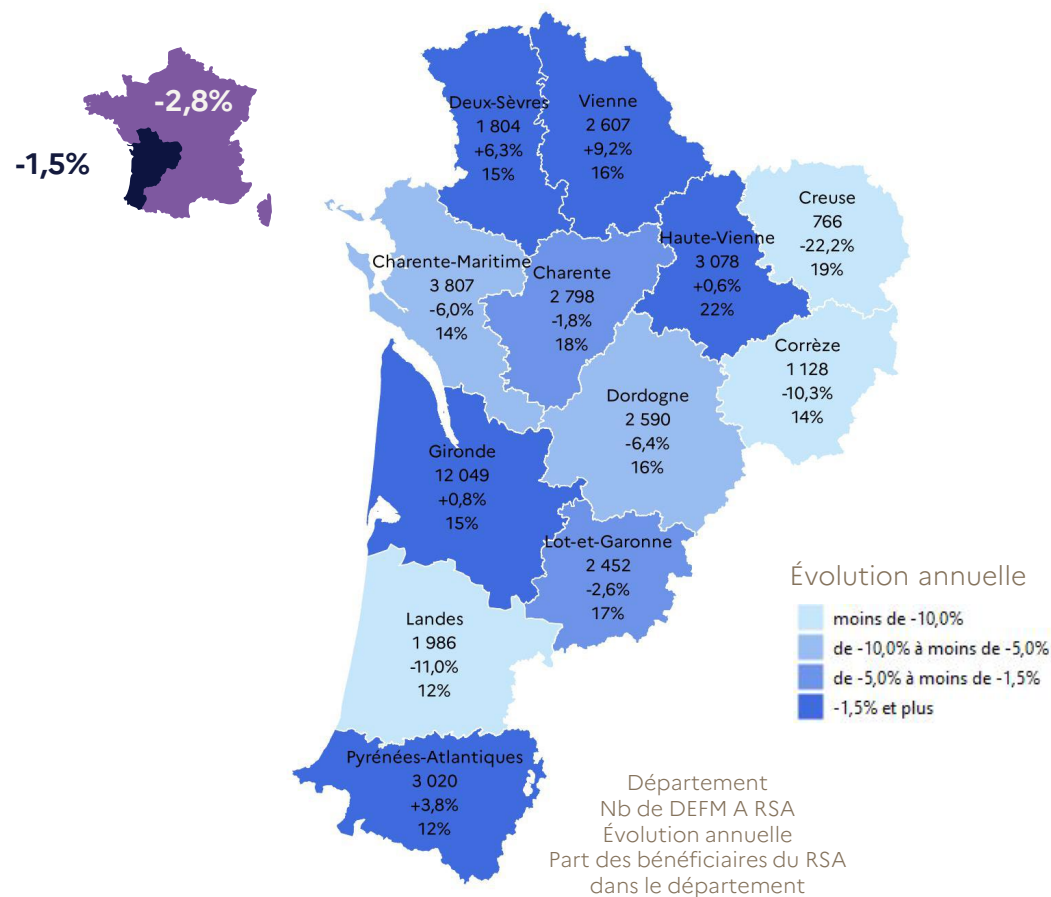 -2,8%
-1,5%
Deux-Sèvres
1 804
+6,3%
15%
Vienne
2 607
+9,2%
16%
Creuse
766
-22,2%
19%
Haute-Vienne
3 078
+0,6%
22%
Charente-Maritime
3 807
-6,0%
14%
Charente
2 798
-1,8%
18%
Corrèze
1 128
-10,3%
14%
Dordogne
2 590
-6,4%
16%
Gironde
12 049
+0,8%
15%
Lot-et-Garonne
2 452
-2,6%
17%
Landes
1 986
-11,0%
12%
Pyrénées-Atlantiques
3 020
+3,8%
12%
Évolution annuelle
moins de -10,0%
de -10,0% à moins de -5,0%
de -5,0% à moins de -1,5%
-1,5% et plus
Département
Nb de DEFM A RSA
Évolution annuelle
Part des bénéficiaires du RSA
dans le département